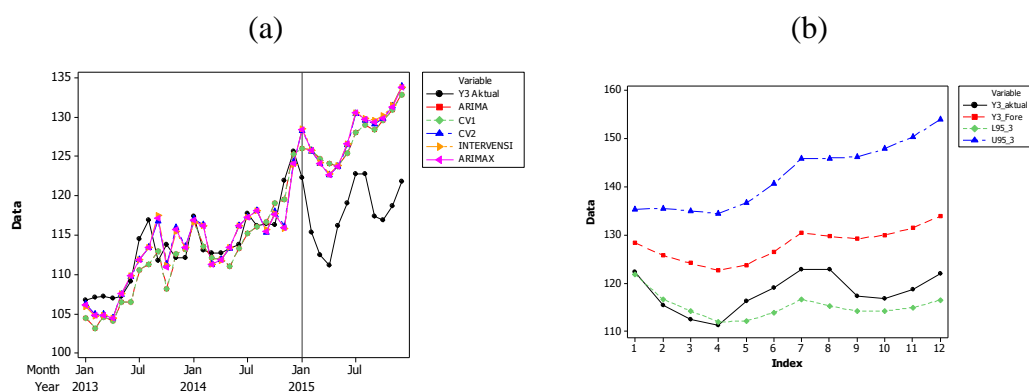 (a)
(b)
Data
135
130
125
120
115
110
105
100
Month Jan Jul Jan Jul Jan Jul
Year 2013 2014 2015
Variable
Y3 Aktual
ARIMA
CV1
CV2
INTERVENSI
ARIMAX
Data
160
150
140
130
120
110
1 2 3 4 5 6 7 8 9 10 11 12
Index
Variable
Y3_aktual
Y3_Fore
L95_3
U95_3